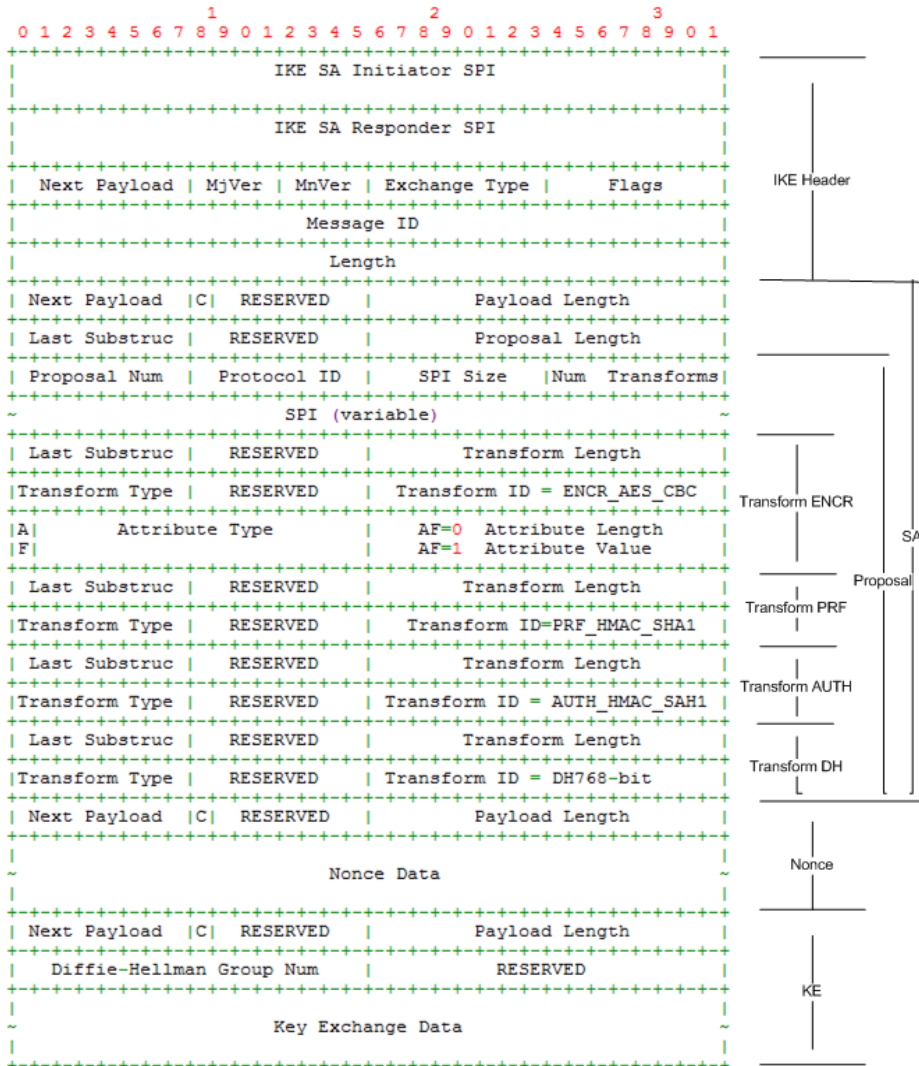 1 2 3
0 1 2 3 4 5 6 7 8 9 0 1 2 3 4 5 6 7 8 9 0 1 2 3 4 5 6 7 8 9 0 1
+-+-+-+-+-+-+-+-+-+-+-+-+-+-+-+-+-+-+-+-+-+-+-+-+-+-+-+-+-+-+-+-+
| IKE SA Initiator SPI |
| |
+-+-+-+-+-+-+-+-+-+-+-+-+-+-+-+-+-+-+-+-+-+-+-+-+-+-+-+-+-+-+-+-+
| IKE SA Responder SPI |
| |
+-+-+-+-+-+-+-+-+-+-+-+-+-+-+-+-+-+-+-+-+-+-+-+-+-+-+-+-+-+-+-+-+
| Next Payload | MjVer | MnVer | Exchange Type | Flags |
IKE Header
+-+-+-+-+-+-+-+-+-+-+-+-+-+-+-+-+-+-+-+-+-+-+-+-+-+-+-+-+-+-+-+-+
| Message ID |
+-+-+-+-+-+-+-+-+-+-+-+-+-+-+-+-+-+-+-+-+-+-+-+-+-+-+-+-+-+-+-+-+
| Length |
+-+-+-+-+-+-+-+-+-+-+-+-+-+-+-+-+-+-+-+-+-+-+-+-+-+-+-+-+-+-+-+-+
| Next Payload |C| RESERVED | Payload Length |
+-+-+-+-+-+-+-+-+-+-+-+-+-+-+-+-+-+-+-+-+-+-+-+-+-+-+-+-+-+-+-+-+
| Last Substruc | RESERVED | Proposal Length |
+-+-+-+-+-+-+-+-+-+-+-+-+-+-+-+-+-+-+-+-+-+-+-+-+-+-+-+-+-+-+-+-+
| Proposal Num | Protocol ID | SPI Size |Num Transforms|
+-+-+-+-+-+-+-+-+-+-+-+-+-+-+-+-+-+-+-+-+-+-+-+-+-+-+-+-+-+-+-+-+
~ SPI (variable) ~
+-+-+-+-+-+-+-+-+-+-+-+-+-+-+-+-+-+-+-+-+-+-+-+-+-+-+-+-+-+-+-+-+
| Last Substruc | RESERVED | Transform Length |
+-+-+-+-+-+-+-+-+-+-+-+-+-+-+-+-+-+-+-+-+-+-+-+-+-+-+-+-+-+-+-+-+
|Transform Type | RESERVED | Transform ID = ENCR_AES_CBC |
Transform ENCR
+-+-+-+-+-+-+-+-+-+-+-+-+-+-+-+-+-+-+-+-+-+-+-+-+-+-+-+-+-+-+-+-+
|A| Attribute Type | AF=0 Attribute Length |
SA
|F| | AF=1 Attribute Value |
+-+-+-+-+-+-+-+-+-+-+-+-+-+-+-+-+-+-+-+-+-+-+-+-+-+-+-+-+-+-+-+-+
Proposal
| Last Substruc | RESERVED | Transform Length |
+-+-+-+-+-+-+-+-+-+-+-+-+-+-+-+-+-+-+-+-+-+-+-+-+-+-+-+-+-+-+-+-+
Transform PRF
|Transform Type | RESERVED | Transform ID=PRF_HMAC_SHA1 |
+-+-+-+-+-+-+-+-+-+-+-+-+-+-+-+-+-+-+-+-+-+-+-+-+-+-+-+-+-+-+-+-+
| Last Substruc | RESERVED | Transform Length |
+-+-+-+-+-+-+-+-+-+-+-+-+-+-+-+-+-+-+-+-+-+-+-+-+-+-+-+-+-+-+-+-+
Transform AUTH
|Transform Type | RESERVED | Transform ID = AUTH_HMAC_SAH1 |
+-+-+-+-+-+-+-+-+-+-+-+-+-+-+-+-+-+-+-+-+-+-+-+-+-+-+-+-+-+-+-+-+
| Last Substruc | RESERVED | Transform Length |
+-+-+-+-+-+-+-+-+-+-+-+-+-+-+-+-+-+-+-+-+-+-+-+-+-+-+-+-+-+-+-+-+
Transform DH
|Transform Type | RESERVED | Transform ID = DH768-bit |
+-+-+-+-+-+-+-+-+-+-+-+-+-+-+-+-+-+-+-+-+-+-+-+-+-+-+-+-+-+-+-+-+
| Next Payload |C| RESERVED | Payload Length |
+-+-+-+-+-+-+-+-+-+-+-+-+-+-+-+-+-+-+-+-+-+-+-+-+-+-+-+-+-+-+-+-+
| |
~ Nonce Data ~
Nonce
| |
+-+-+-+-+-+-+-+-+-+-+-+-+-+-+-+-+-+-+-+-+-+-+-+-+-+-+-+-+-+-+-+-+
| Next Payload |C| RESERVED | Payload Length |
+-+-+-+-+-+-+-+-+-+-+-+-+-+-+-+-+-+-+-+-+-+-+-+-+-+-+-+-+-+-+-+-+
| Diffie-Hellman Group Num | RESERVED |
+-+-+-+-+-+-+-+-+-+-+-+-+-+-+-+-+-+-+-+-+-+-+-+-+-+-+-+-+-+-+-+-+
KE
| |
~ Key Exchange Data ~
| |
+-+-+-+-+-+-+-+-+-+-+-+-+-+-+-+-+-+-+-+-+-+-+-+-+-+-+-+-+-+-+-+-+